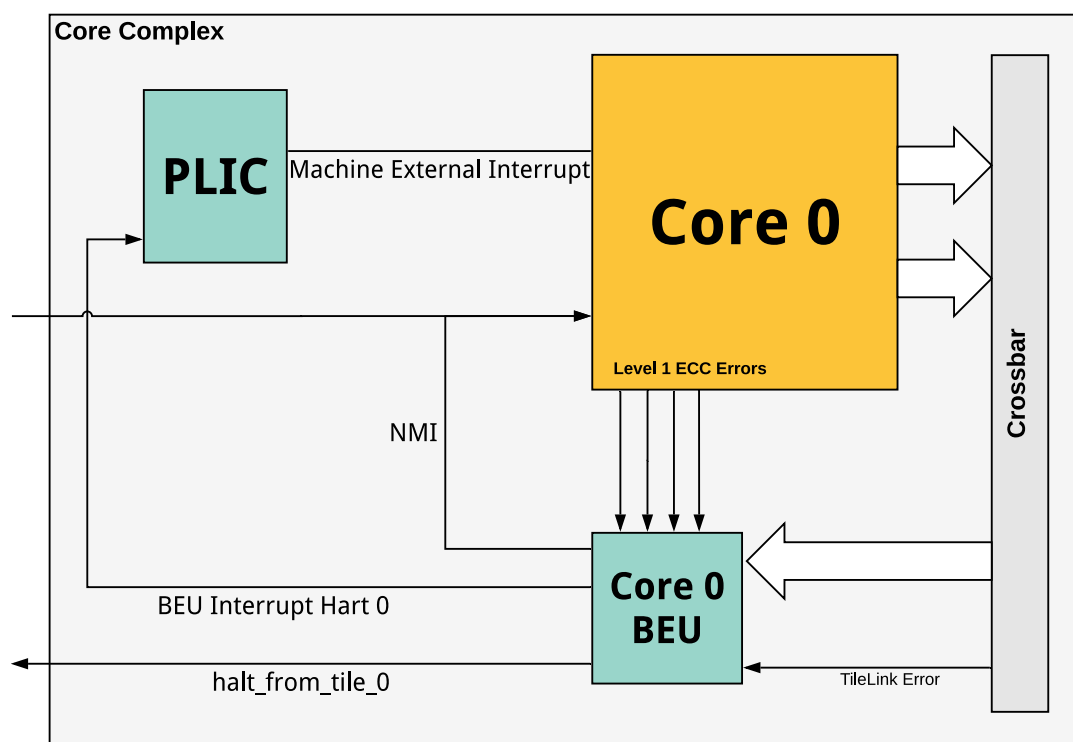 Core Complex
PLIC
Machine External Interrupt
Core 0
Level 1 ECC Errors
Crossbar
NMI
Core 0
BEU
BEU Interrupt Hart 0
halt_from_tile_0
TileLink Error